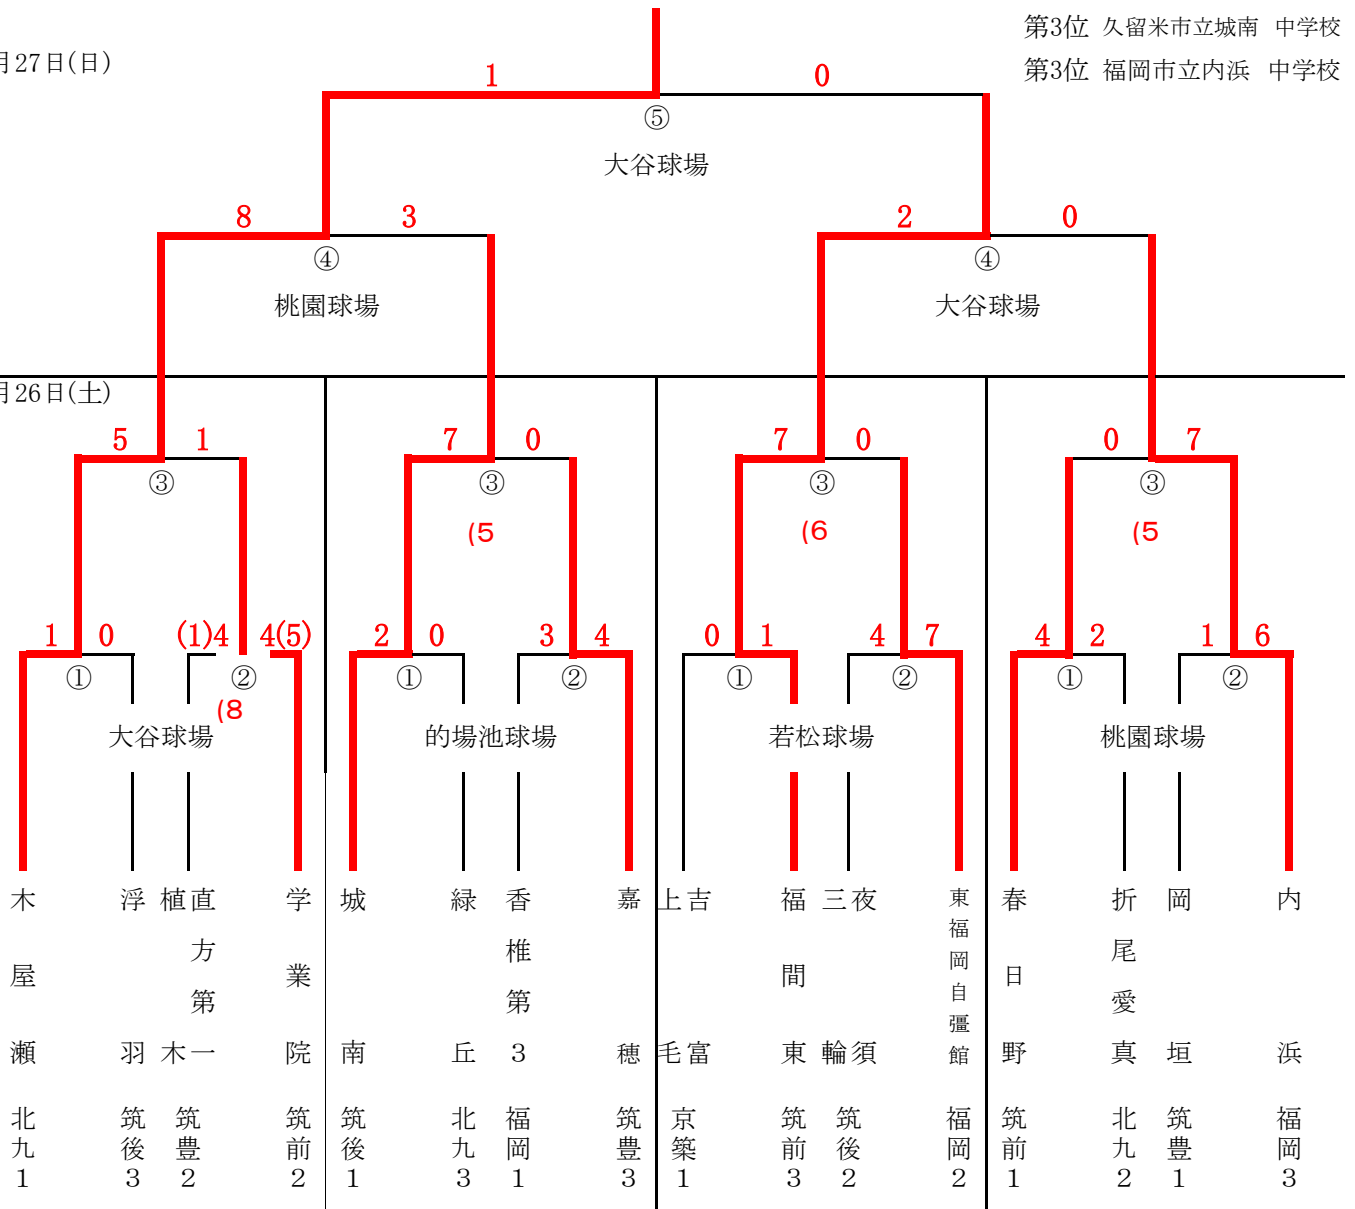 第3位 久留米市立城南 中学校
月27日(日)
第3位 福岡市立内浜 中学校
1 0
⑤
大谷球場
8 3 2 0
④ ④
桃園球場 大谷球場
月26日(土)
5 1 7 0 7 0 0 7
③ ③ ③ ③
(5 (6 (5
1 0 (1)4 4(5) 2 0 3 4 0 1 4 7 4 2 1 6
① ② ① ② ① ② ① ②
(8
大谷球場 的場池球場 若松球場 桃園球場
木屋瀬
浮羽
植木
直方第一
学業院
城南
緑丘
香椎第3
嘉穂
上毛
吉富
福間東
三輪
夜須
東福岡自彊館
春日野
折尾愛真
岡垣
内浜
北九1
筑後3
筑豊2
筑前2
筑後1
北九3
福岡1
筑豊3
京築1
筑前3
筑後2
福岡2
筑前1
北九2
筑豊1
福岡3